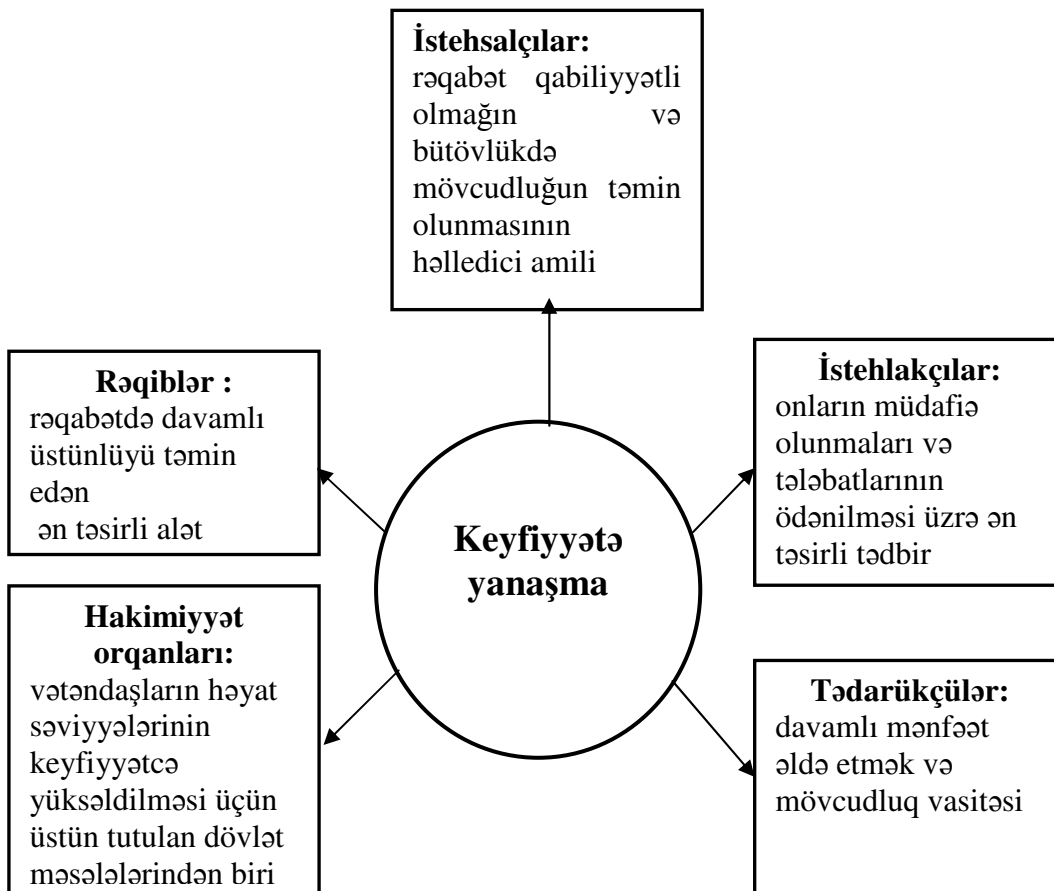 İstehsalçılar:
rəqabət qabiliyyətli
olmağın və
bütövlükdə
mövcudluğun təmin
olunmasının
həlledici amili
Rəqiblər :
rəqabətdə davamlı
üstünlüyü təmin
edən
ən təsirli alət
İstehlakçılar:
onların müdafiə
olunmaları və
tələbatlarının
ödənilməsi üzrə ən
təsirli tədbir
Keyfiyyətə
yanaşma
Hakimiyyət
orqanları:
vətəndaşların həyat
səviyyələrinin
keyfiyyətcə
yüksəldilməsi üçün
üstün tutulan dövlət
məsələlərindən biri
Tədarükçülər:
davamlı mənfəət
əldə etmək və
mövcudluq vasitəsi